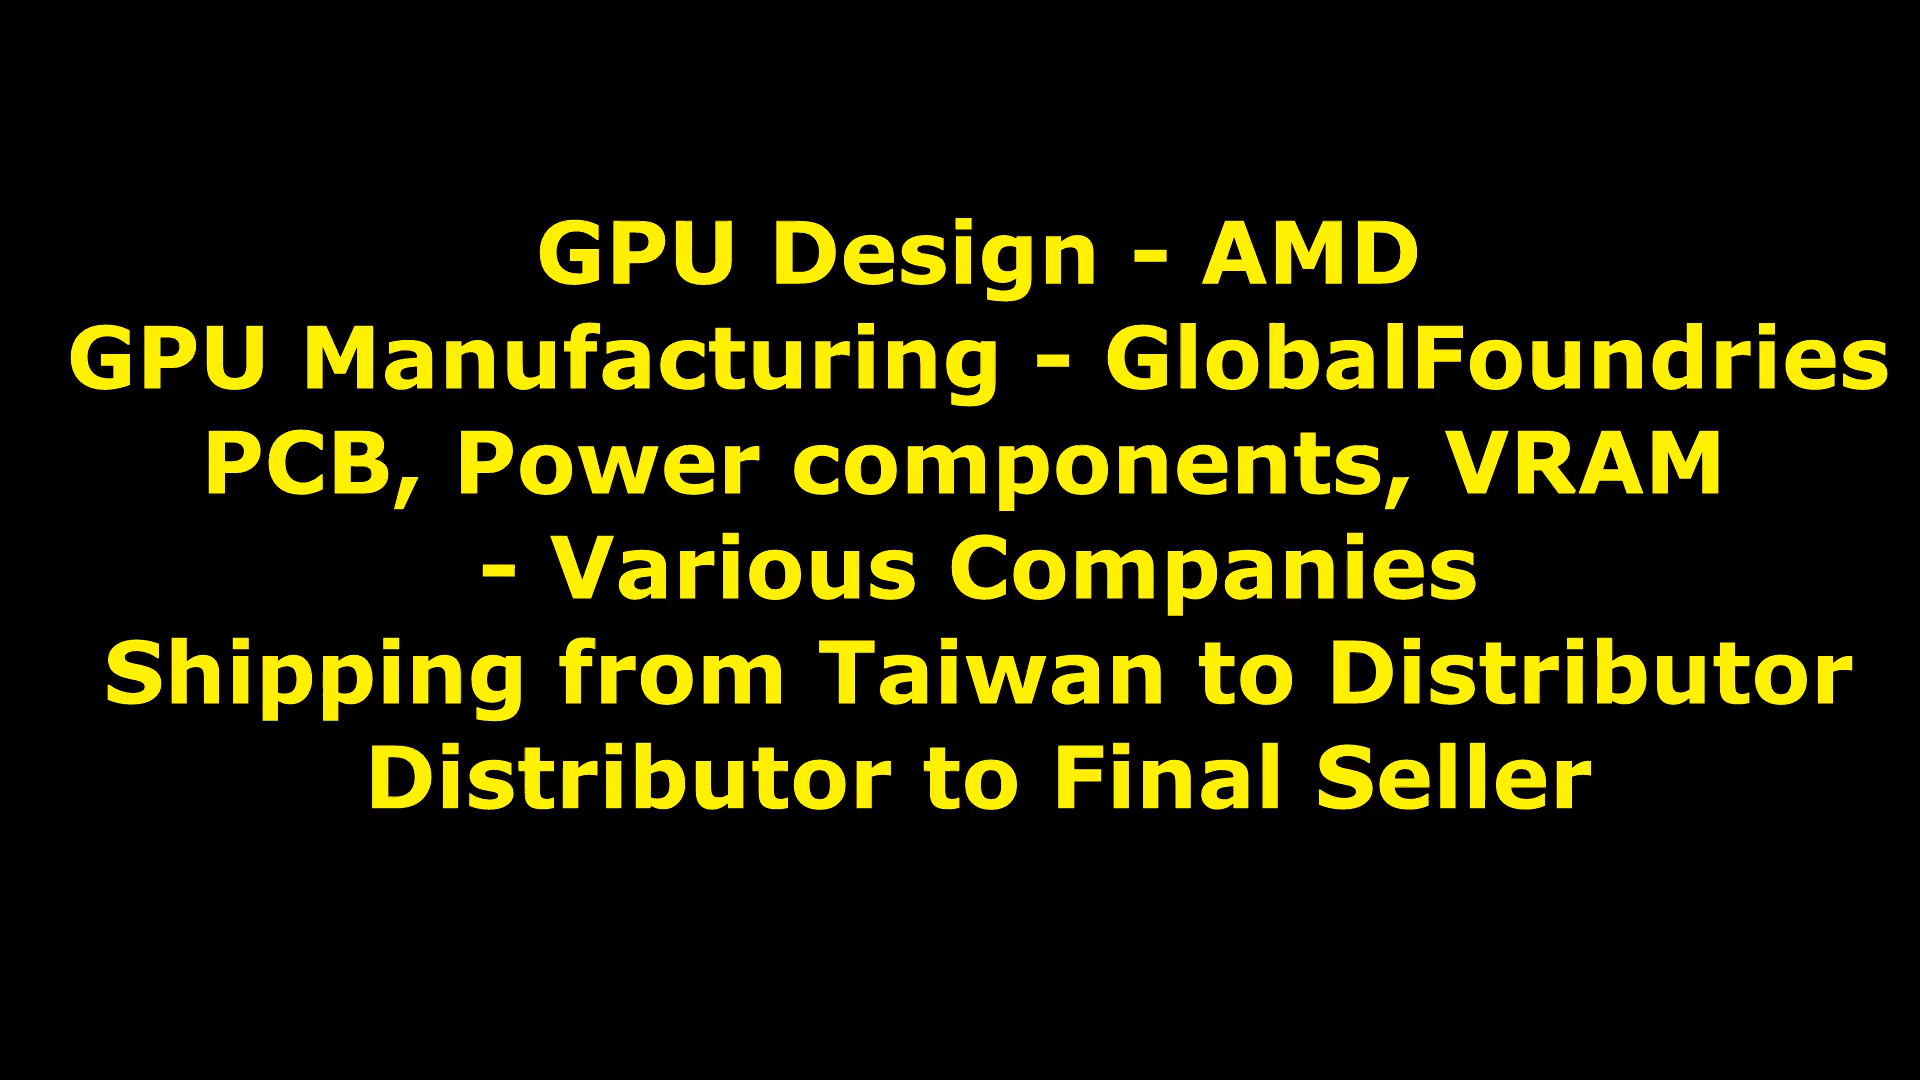 GPU Design - AMD
GPU Manufacturing - GlobalFoundries
PCB, Power components, VRAM
- Various Companies
Shipping from Taiwan to Distributor
Distributor to Final Seller